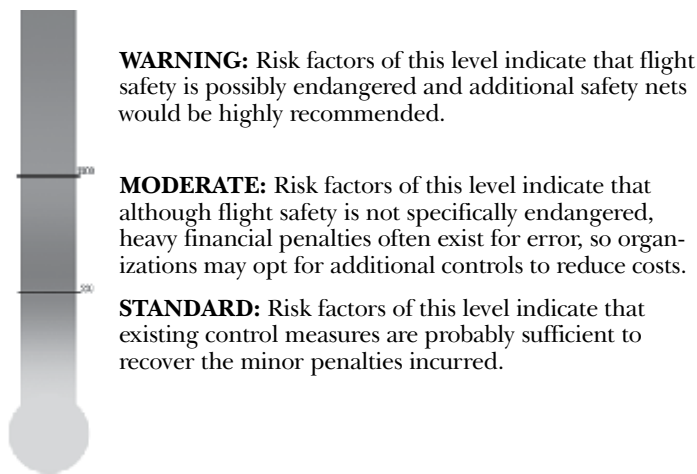 WARNING: Risk factors of this level indicate that flight
safety is possibly endangered and additional safety nets
would be highly recommended.
MODERATE: Risk factors of this level indicate that
although flight safety is not specifically endangered,
heavy financial penalties often exist for error, so organ-
izations may opt for additional controls to reduce costs.
STANDARD: Risk factors of this level indicate that
existing control measures are probably sufficient to
recover the minor penalties incurred.